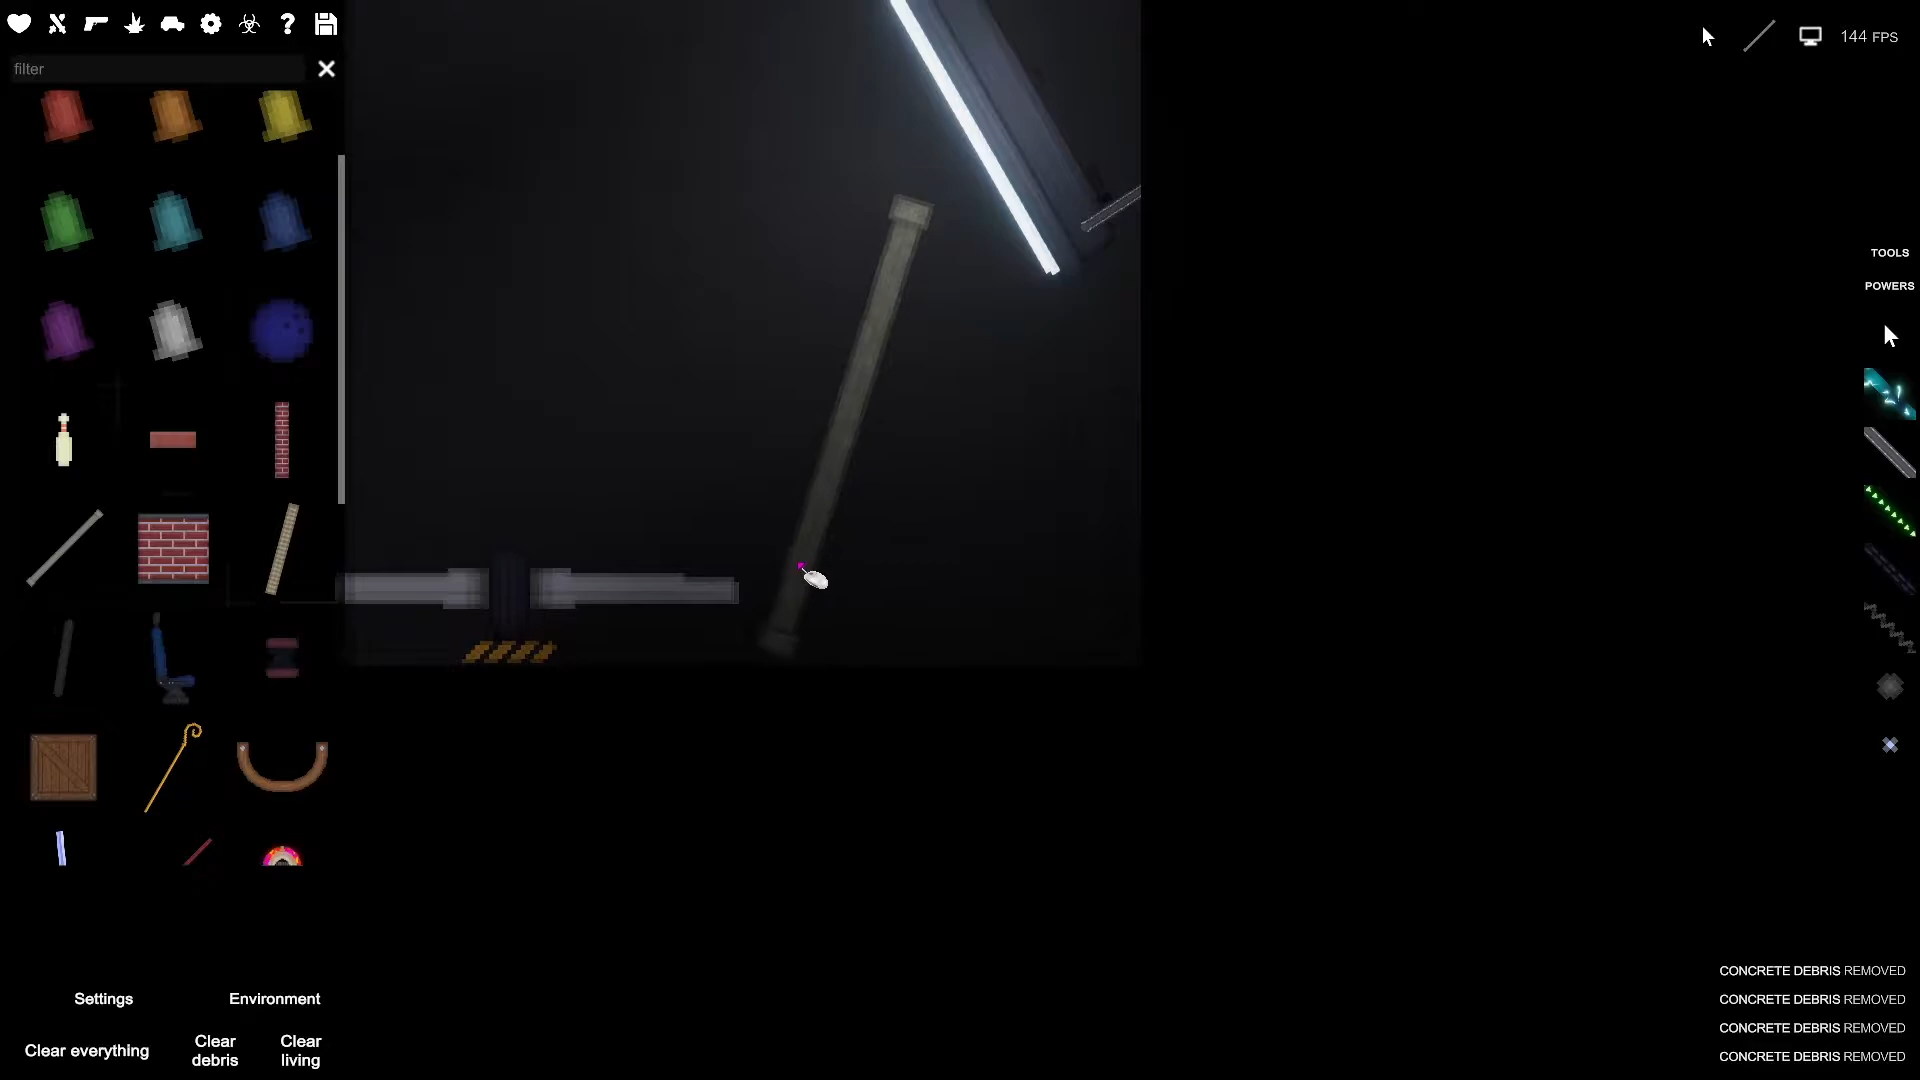 144 FPS
filter
TOOLS
POWERS
CONCRETE DEBRIS REMOVED
CONCRETE DEBRIS REMOVED
CONCRETE DEBRIS REMOVED
CONCRETE DEBRIS REMOVED
Settings
Environment
Clear everything
Clear
debris
Clear
living